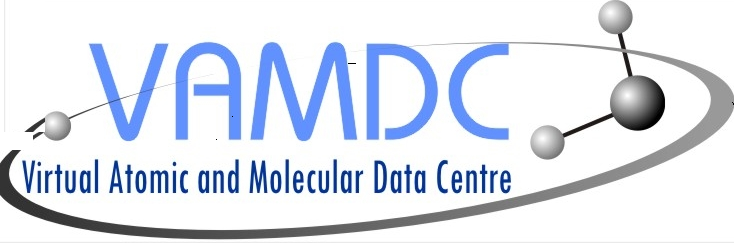 VAMDC
Virtual Atomic and Molecular Data Centre